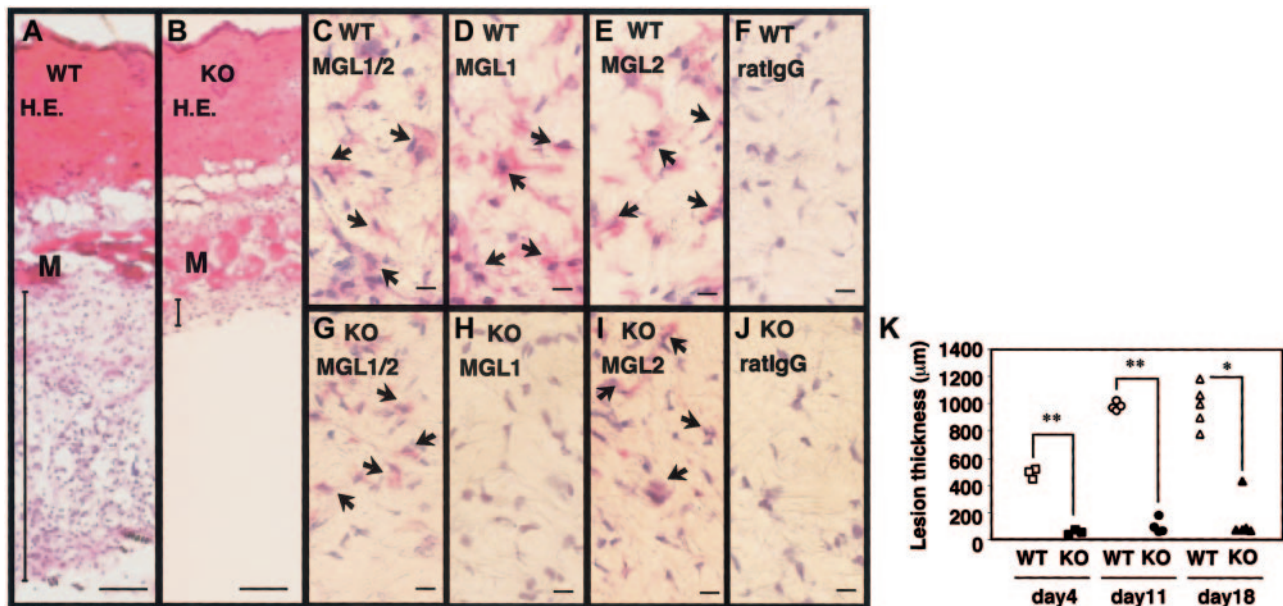 A
WT
H.E.
M
B
KO
H.E.
M
C WT
MGL1/2
D WT
MGL1
E WT
MGL2
F WT
ratIgG
G KO
MGL1/2
H KO
MGL1
I KO
MGL2
J KO
ratIgG
K
Lesion thickness (μm)
1400
1200
1000
800
600
400
200
0
**
**
*
WT KO WT KO WT KO
day4 day11 day18